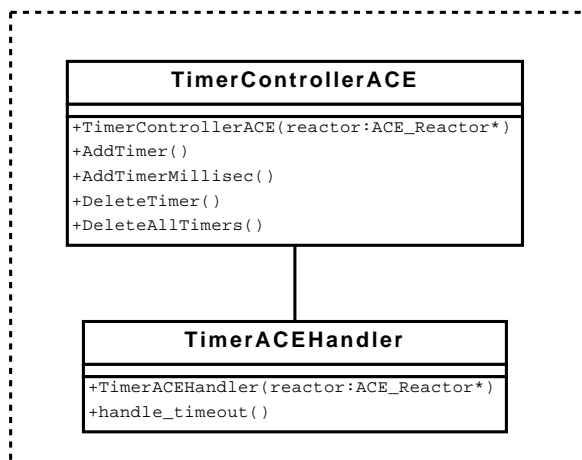 TimerControllerACE
+TimerControllerACE(reactor:ACE_Reactor*)
+AddTimer()
+AddTimerMillisec()
+DeleteTimer()
+DeleteAllTimers()
TimerACEHandler
+TimerACEHandler(reactor:ACE_Reactor*)
+handle_timeout()